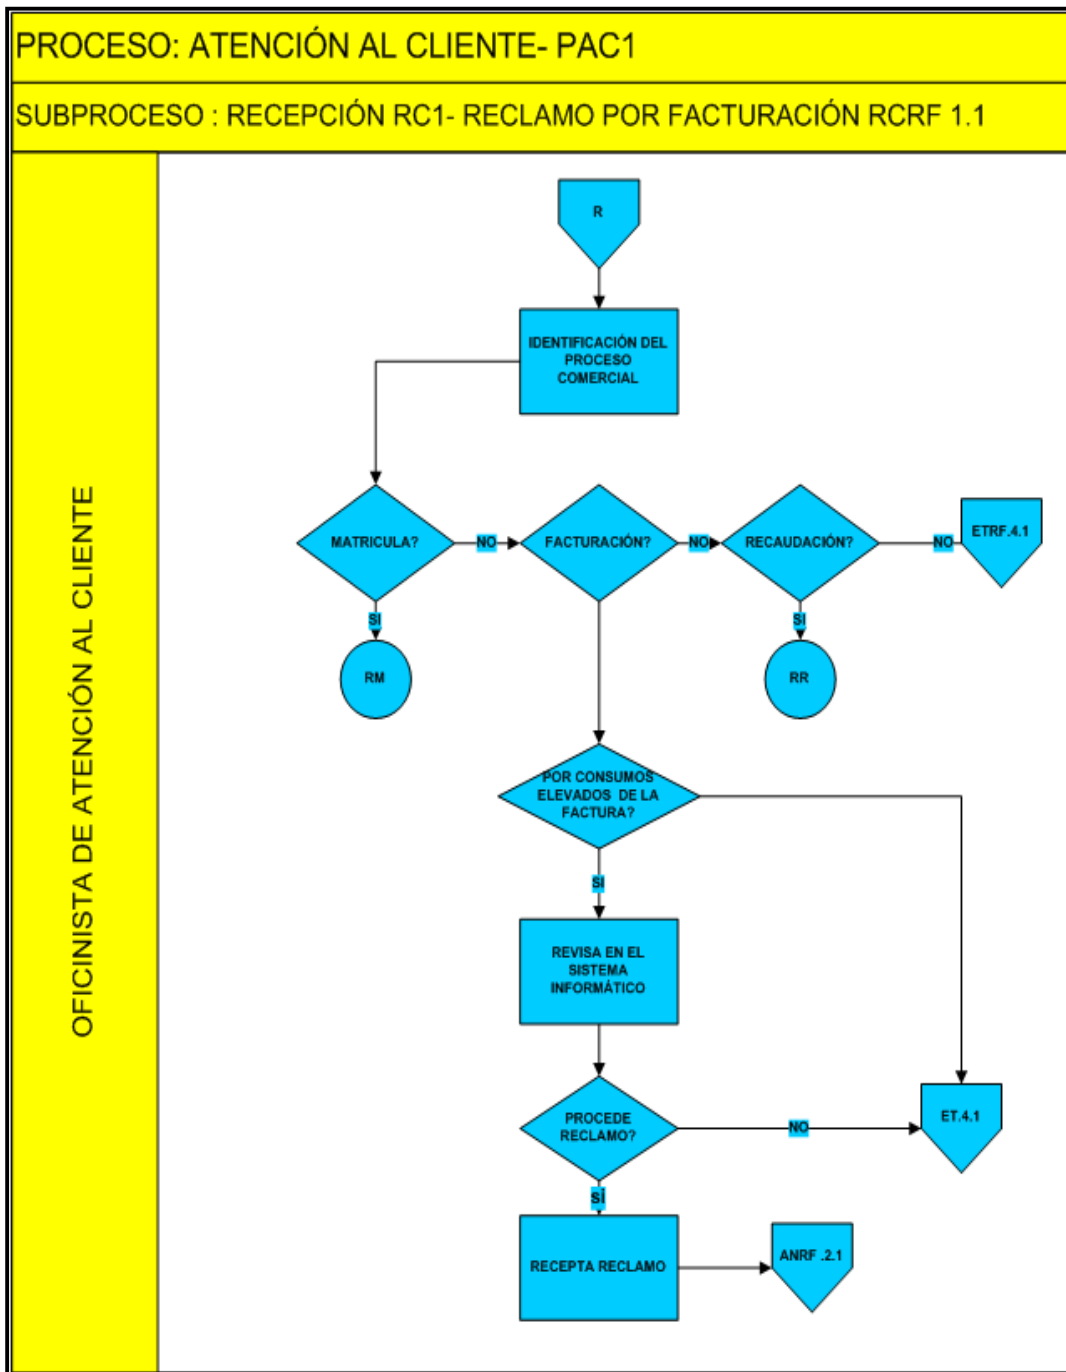 PROCESO: ATENCIÓN AL CLIENTE- PAC1
SUBPROCESO : RECEPCIÓN RC1- RECLAMO POR FACTURACIÓN RCRF 1.1
OFICINISTA DE ATENCIÓN AL CLIENTE
R
IDENTIFICACIÓN DEL
PROCESO
COMERCIAL
MATRICULA?
NO
FACTURACIÓN?
NO
RECAUDACIÓN?
NO
ETRF.4.1
SI
SI
RM
RR
POR CONSUMOS
ELEVADOS DE LA
FACTURA?
SI
REVISA EN EL
SISTEMA
INFORMÁTICO
PROCEDE
RECLAMO?
NO
ET.4.1
SÍ
RECEPTA RECLAMO
ANRF .2.1